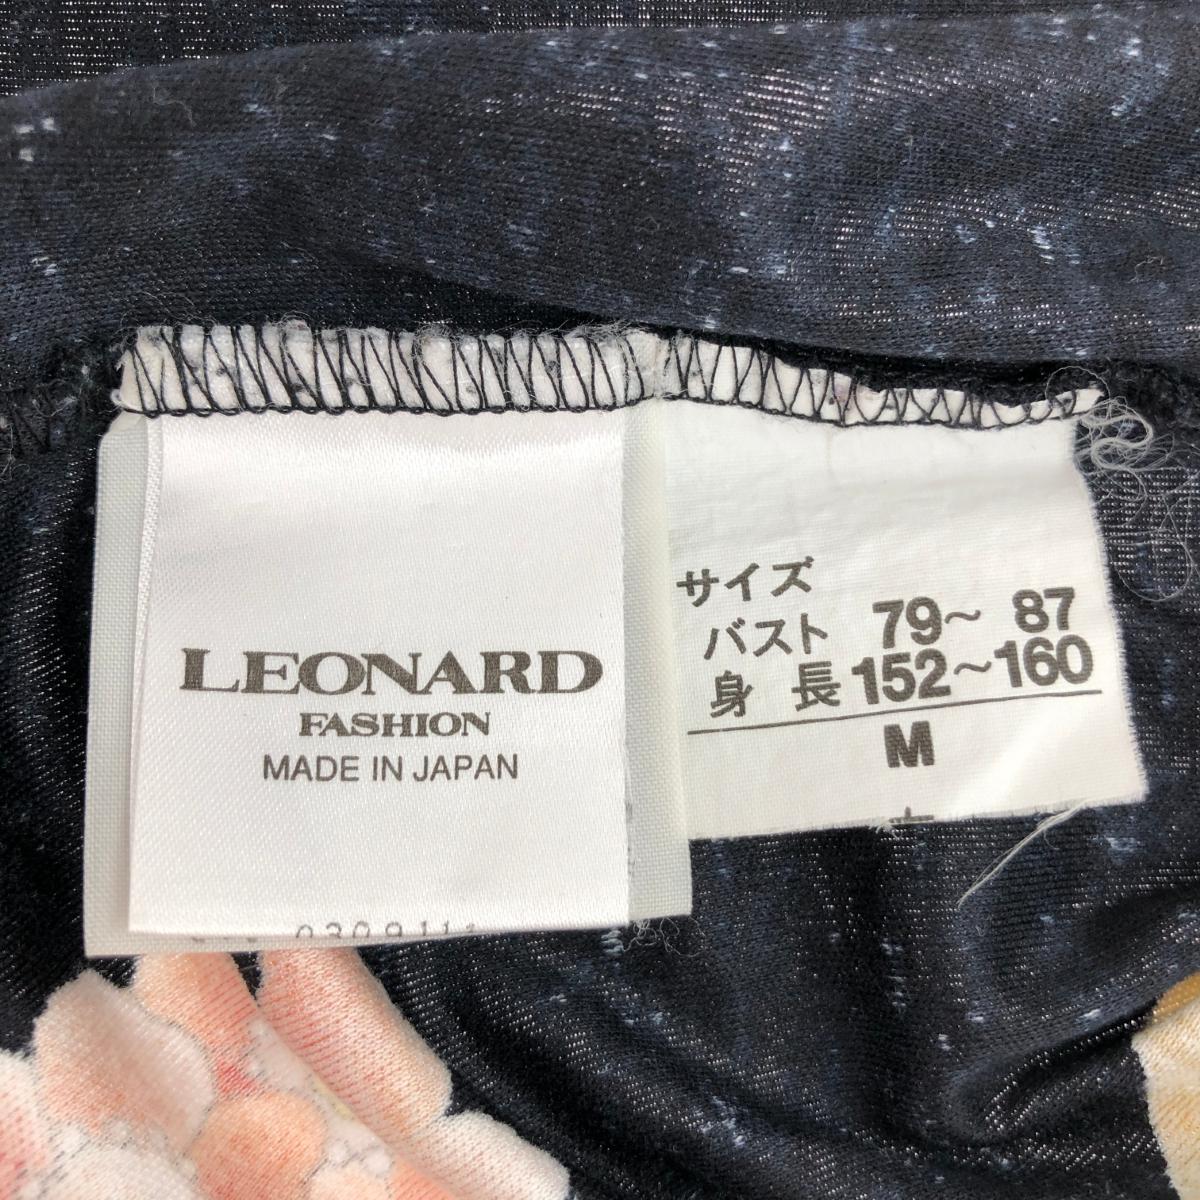 LEONARD
FASHION
MADE IN JAPAN
サイズ
バスト 79～ 87
身 長 152～160
M